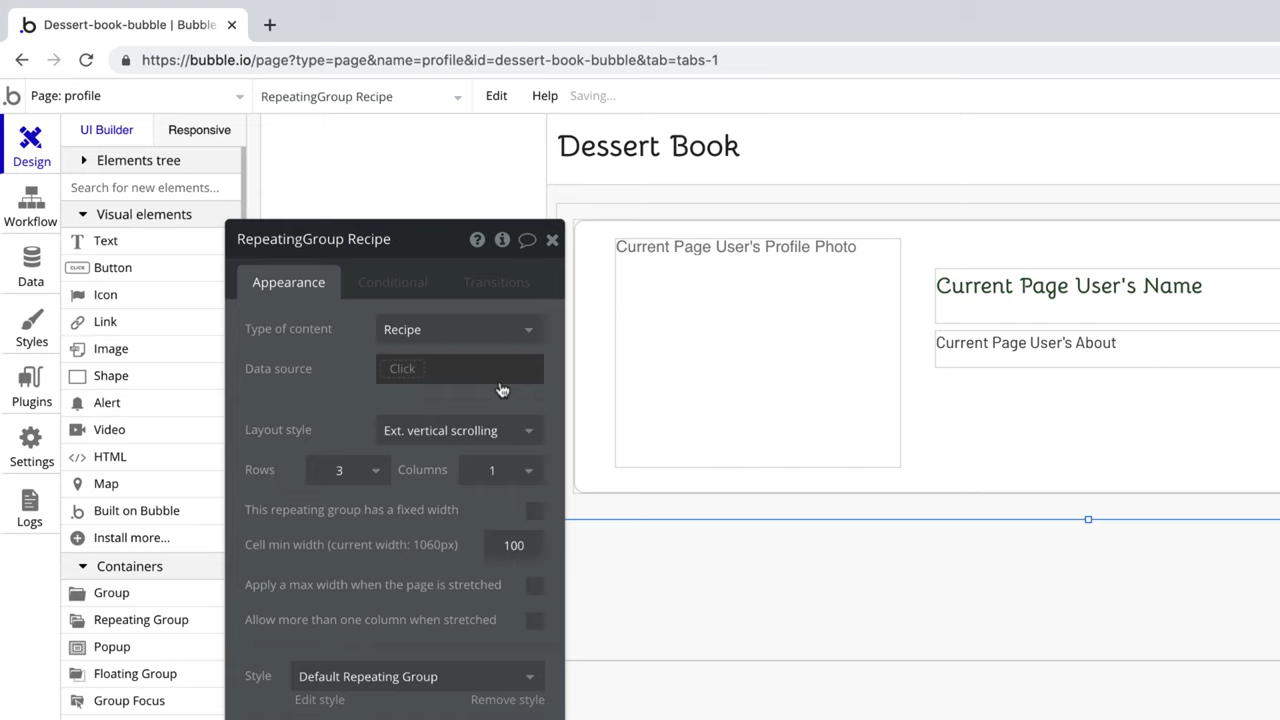 Dessert-book-bubble | Bubble
https://bubble.io/page?type=page&name=profile&id=dessert-book-bubble&tab=tabs-1
Page: profile
RepeatingGroup Recipe
Edit
Help
Saving...
Design
Workflow
Data
Styles
Plugins
Settings
Logs
UI Builder
Responsive
Elements tree
Search for new elements...
Visual elements
Text
CLICK Button
Icon
Link
Image
Shape
Alert
Video
</> HTML
Map
Built on Bubble
Install more...
Containers
Group
Repeating Group
Popup
Floating Group
Group Focus
RepeatingGroup Recipe
Appearance
Conditional
Transitions
Type of content
Recipe
Data source
Click
Layout style
Ext. vertical scrolling
Rows
3
Columns
1
This repeating group has a fixed width
Cell min width (current width: 1060px)
100
Apply a max width when the page is stretched
Allow more than one column when stretched
Style
Default Repeating Group
Edit style
Remove style
Dessert Book
Current Page User's Profile Photo
Current Page User's Name
Current Page User's About